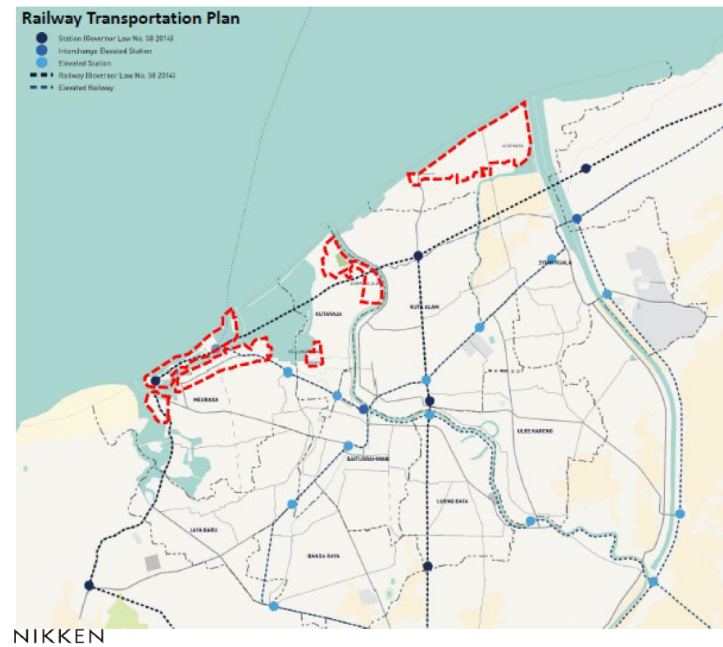 Railway Transportation Plan
Station (Governor Law No. 58 2014)
Interchange Elevated Station
Elevated Station
Railway (Governor Law No. 58 2014)
Elevated Railway
SYIAH KUALA
KUTARAJA
KUTA ALAM
MEURAXA
ULEE KARENG
BAITURRAHMAN
LUENG BATA
JAYA BARU
BANDA RAYA
NIKKEN